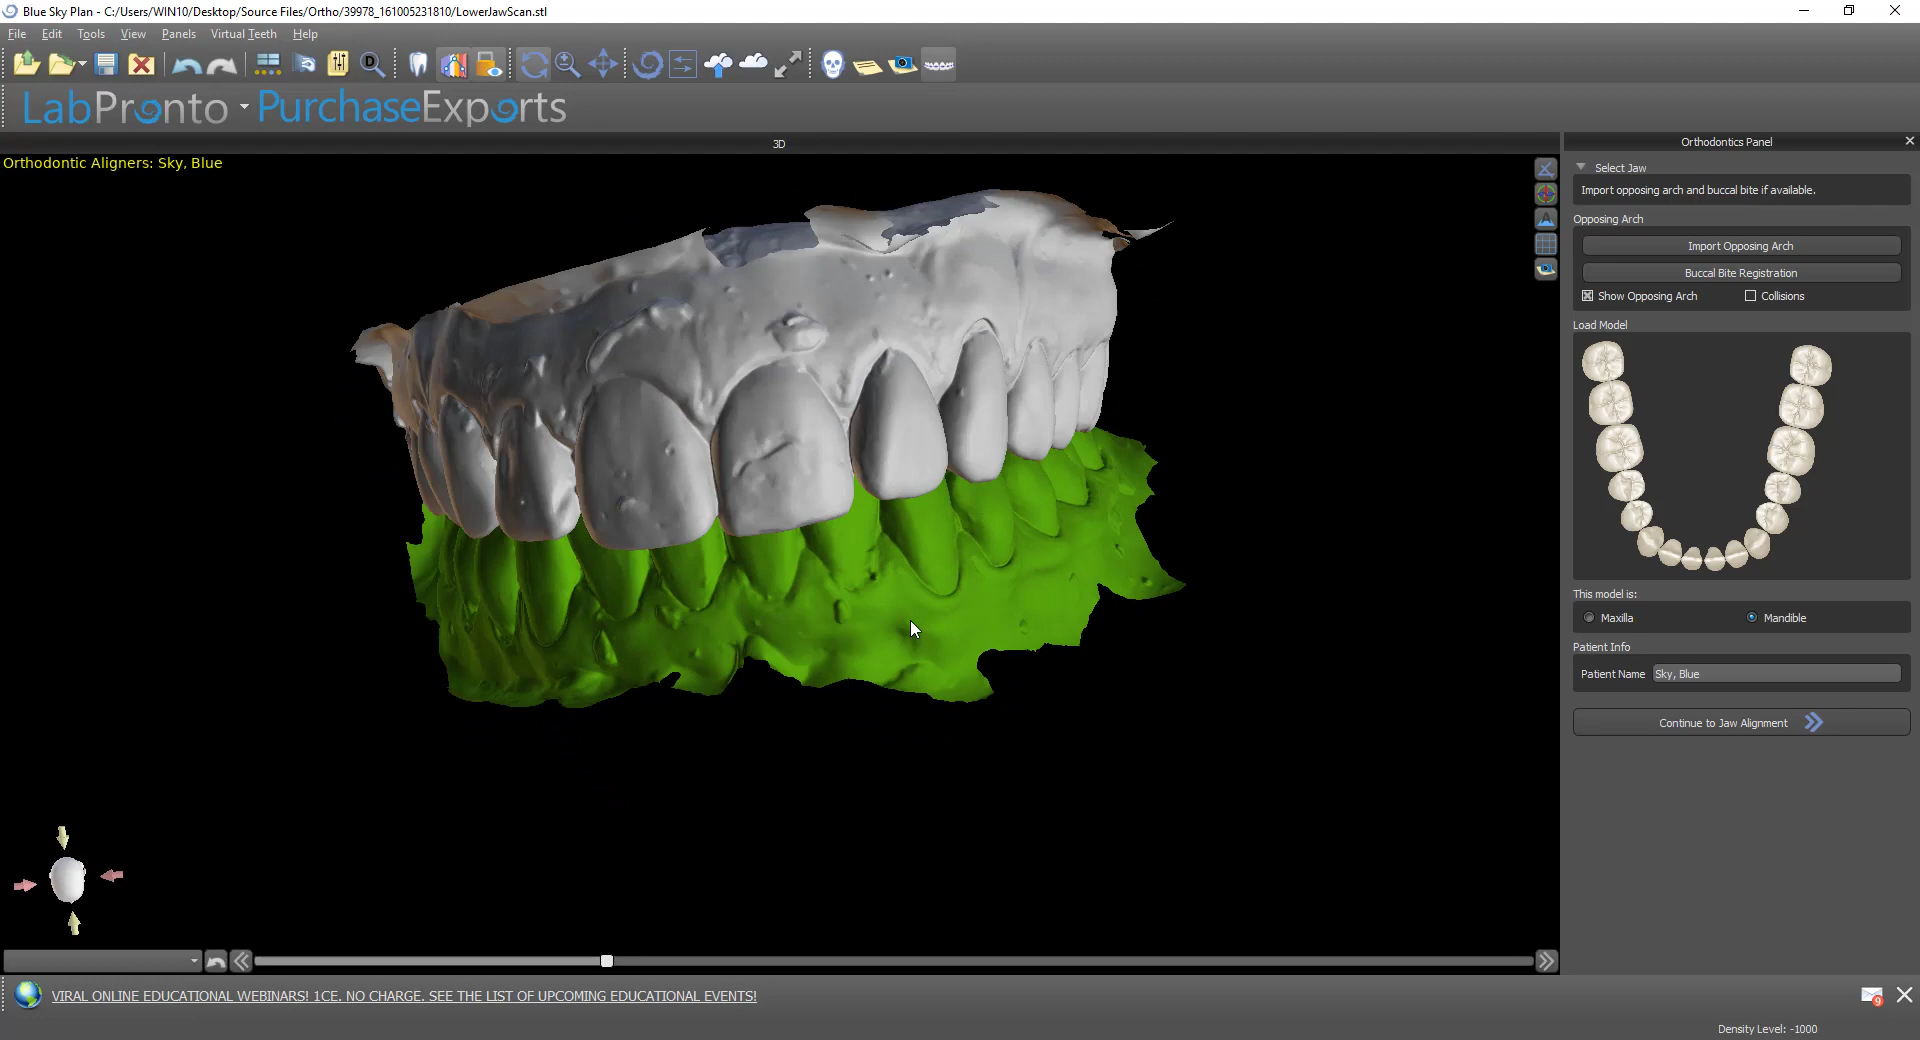 Blue Sky Plan - C:/Users/WIN10/Desktop/Source Files/Ortho/39978_161005231810/LowerJawScan.stl
File Edit Tools View Panels Virtual Teeth Help
D
LabPronto - PurchaseExports
3D
Orthodontic Aligners: Sky, Blue
Orthodontics Panel
Select Jaw
Import opposing arch and buccal bite if available.
Opposing Arch
Import Opposing Arch
Buccal Bite Registration
Show Opposing Arch Collisions
Load Model
This model is:
Maxilla Mandible
Patient Info
Patient Name Sky, Blue
Continue to Jaw Alignment
VIRAL ONLINE EDUCATIONAL WEBINARS! 1CE. NO CHARGE. SEE THE LIST OF UPCOMING EDUCATIONAL EVENTS!
9
Density Level: -1000